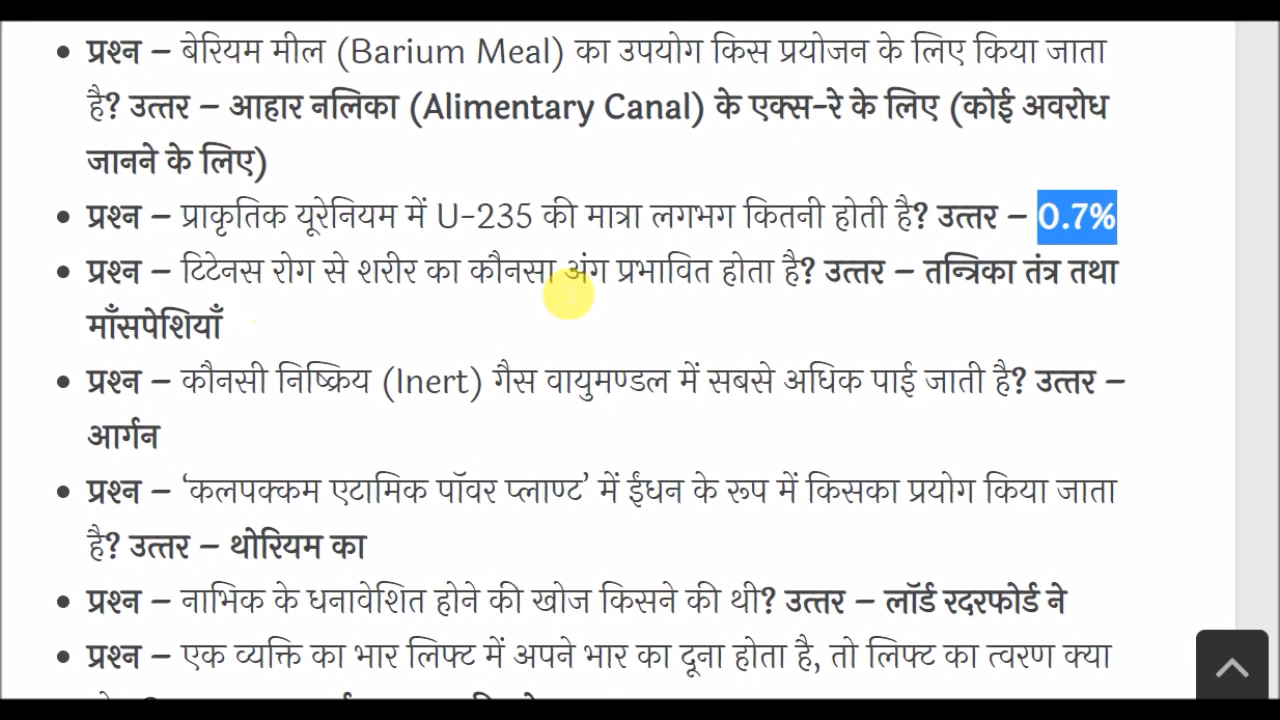 • प्रश्न – बेरियम मील (Barium Meal) का उपयोग किस प्रयोजन के लिए किया जाता
है? उत्तर – आहार नलिका (Alimentary Canal) के एक्स-रे के लिए (कोई अवरोध
जानने के लिए)
• प्रश्न – प्राकृतिक यूरेनियम में U-235 की मात्रा लगभग कितनी होती है? उत्तर – 0.7%
• प्रश्न – टिटेनस रोग से शरीर का कौनसा अंग प्रभावित होता है? उत्तर – तन्त्रिका तंत्र तथा
माँसपेशियाँ
• प्रश्न – कौनसी निष्क्रिय (Inert) गैस वायुमण्डल में सबसे अधिक पाई जाती है? उत्तर –
आर्गन
• प्रश्न – ‘कलपक्कम एटामिक पॉवर प्लाण्ट’ में ईंधन के रूप में किसका प्रयोग किया जाता
है? उत्तर – थोरियम का
• प्रश्न – नाभिक के धनावेशित होने की खोज किसने की थी? उत्तर – लॉर्ड रदरफोर्ड ने
• प्रश्न – एक व्यक्ति का भार लिफ्ट में अपने भार का दूना होता है, तो लिफ्ट का त्वरण क्या